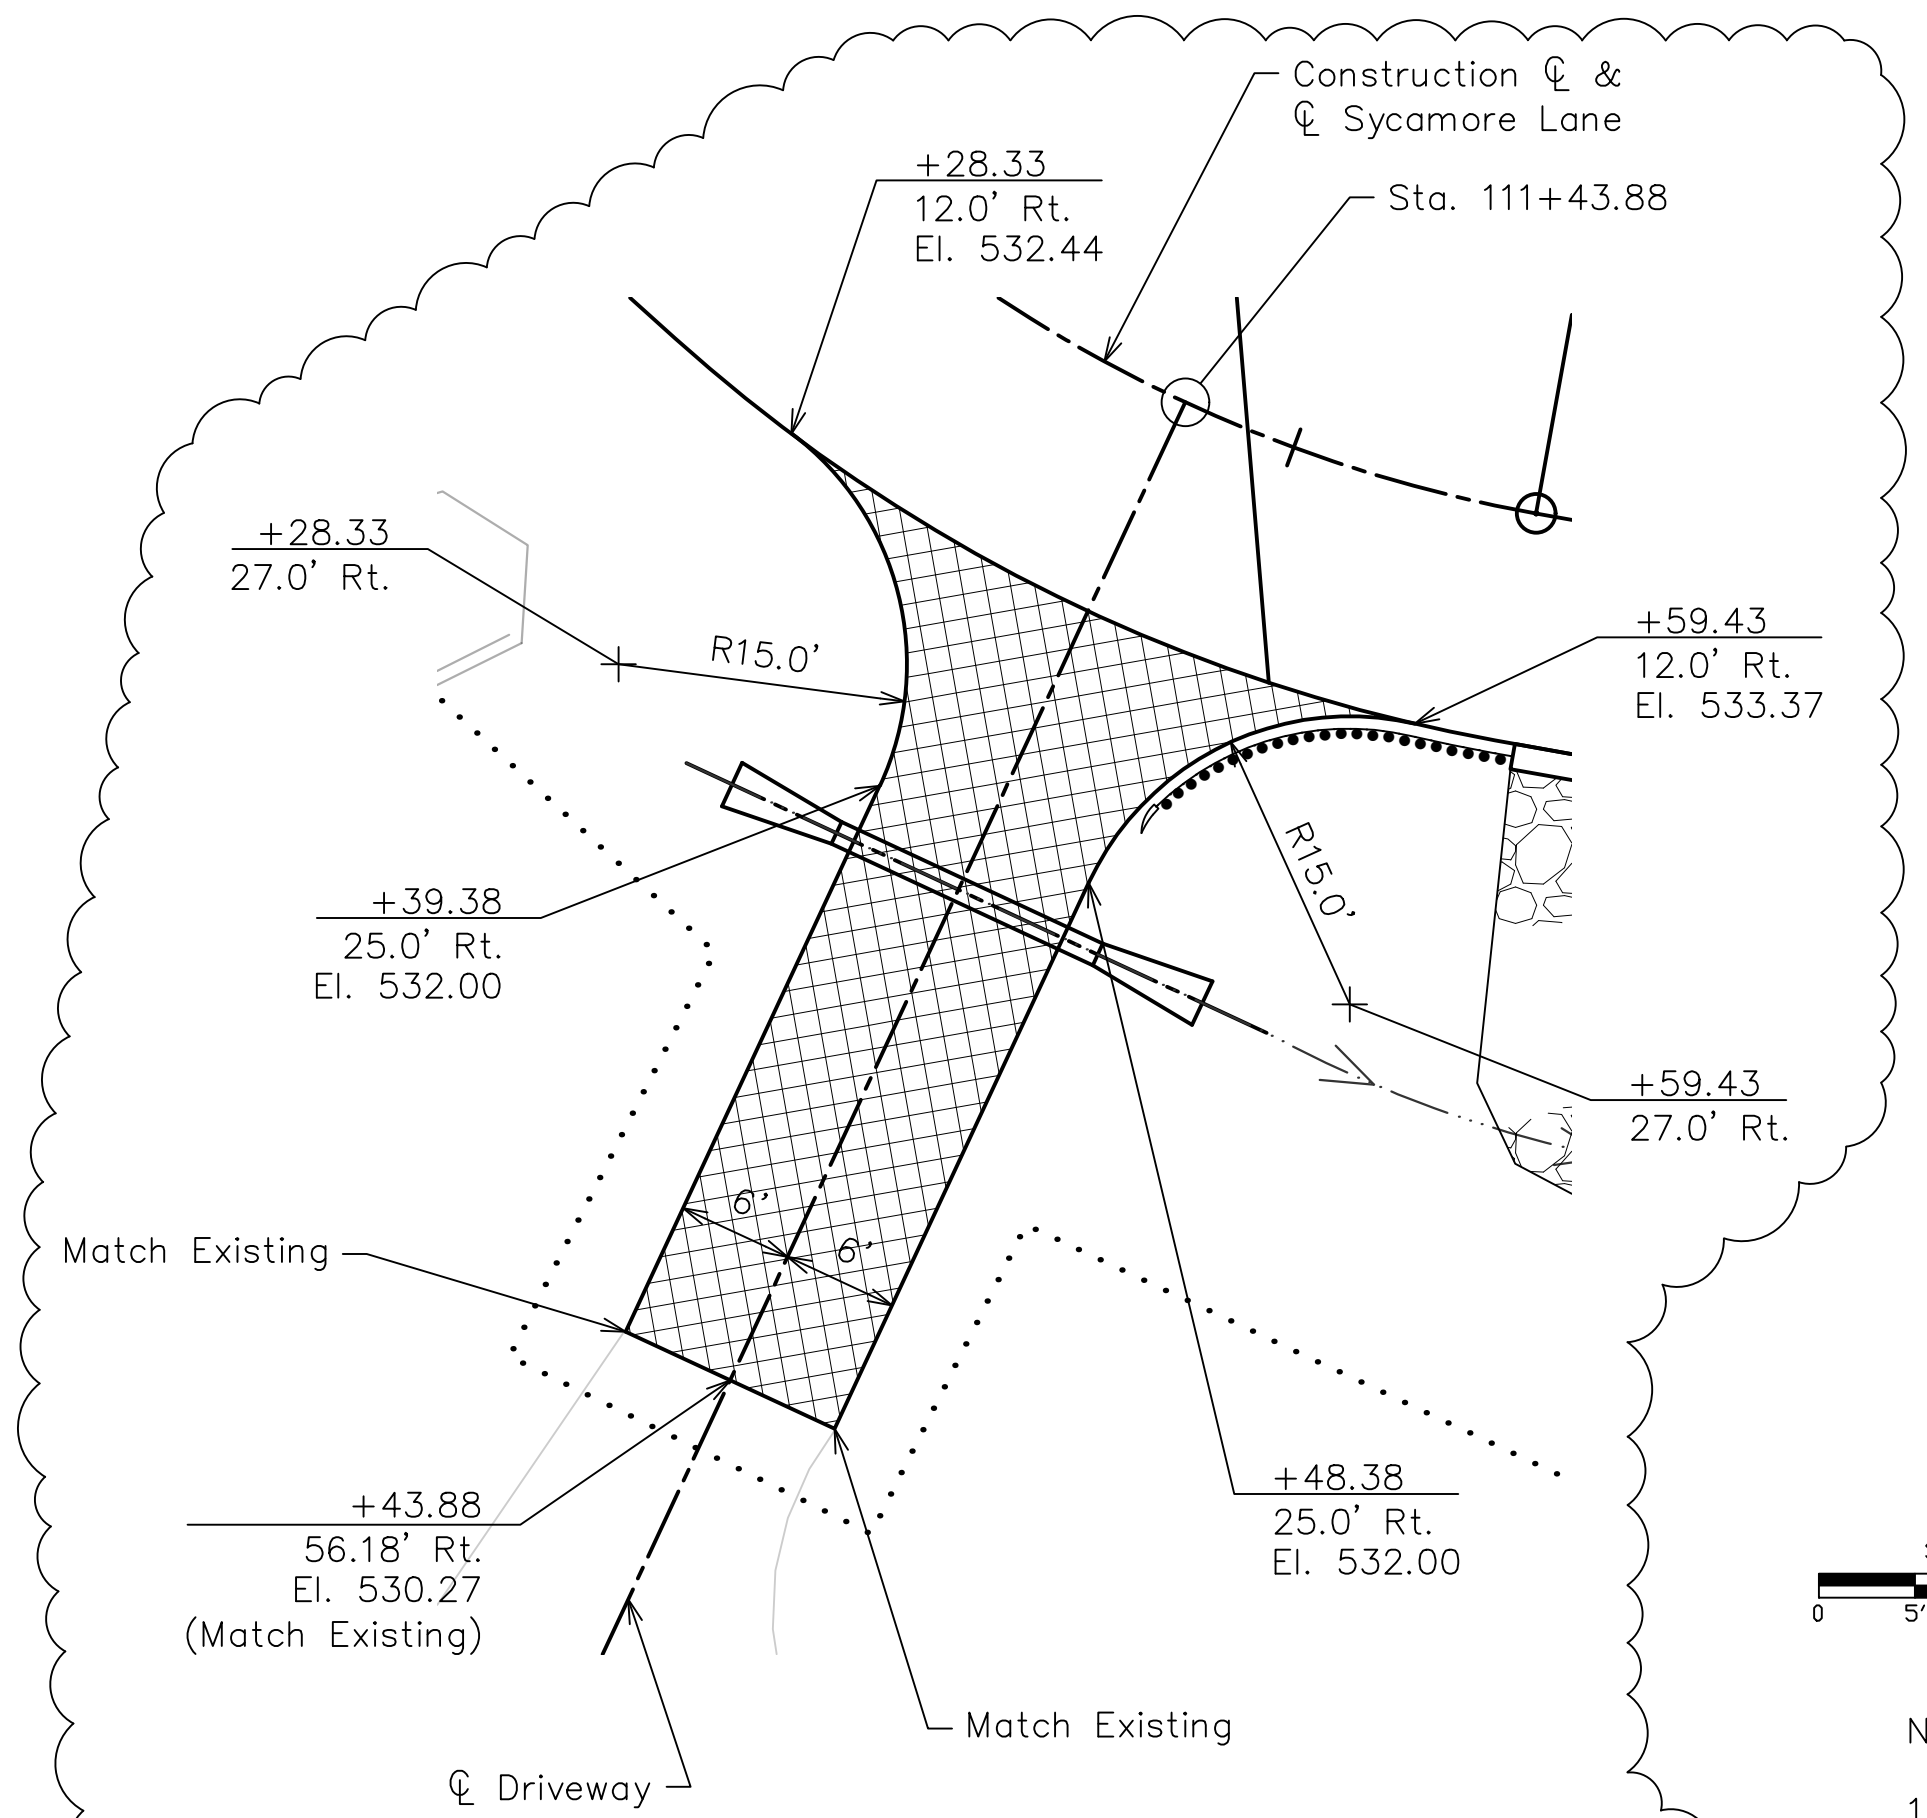 Construction ℄ &
℄ Sycamore Lane
+28.33
12.0' Rt.
El. 532.44
Sta. 111+43.88
+28.33
27.0' Rt.
R15.0'
+59.43
12.0' Rt.
El. 533.37
R15.0'
+39.38
25.0' Rt.
El. 532.00
+59.43
27.0' Rt.
6'
6'
Match Existing
+43.88
56.18' Rt.
El. 530.27
(Match Existing)
+48.38
25.0' Rt.
El. 532.00
0 5'
Match Existing
℄ Driveway
N
1